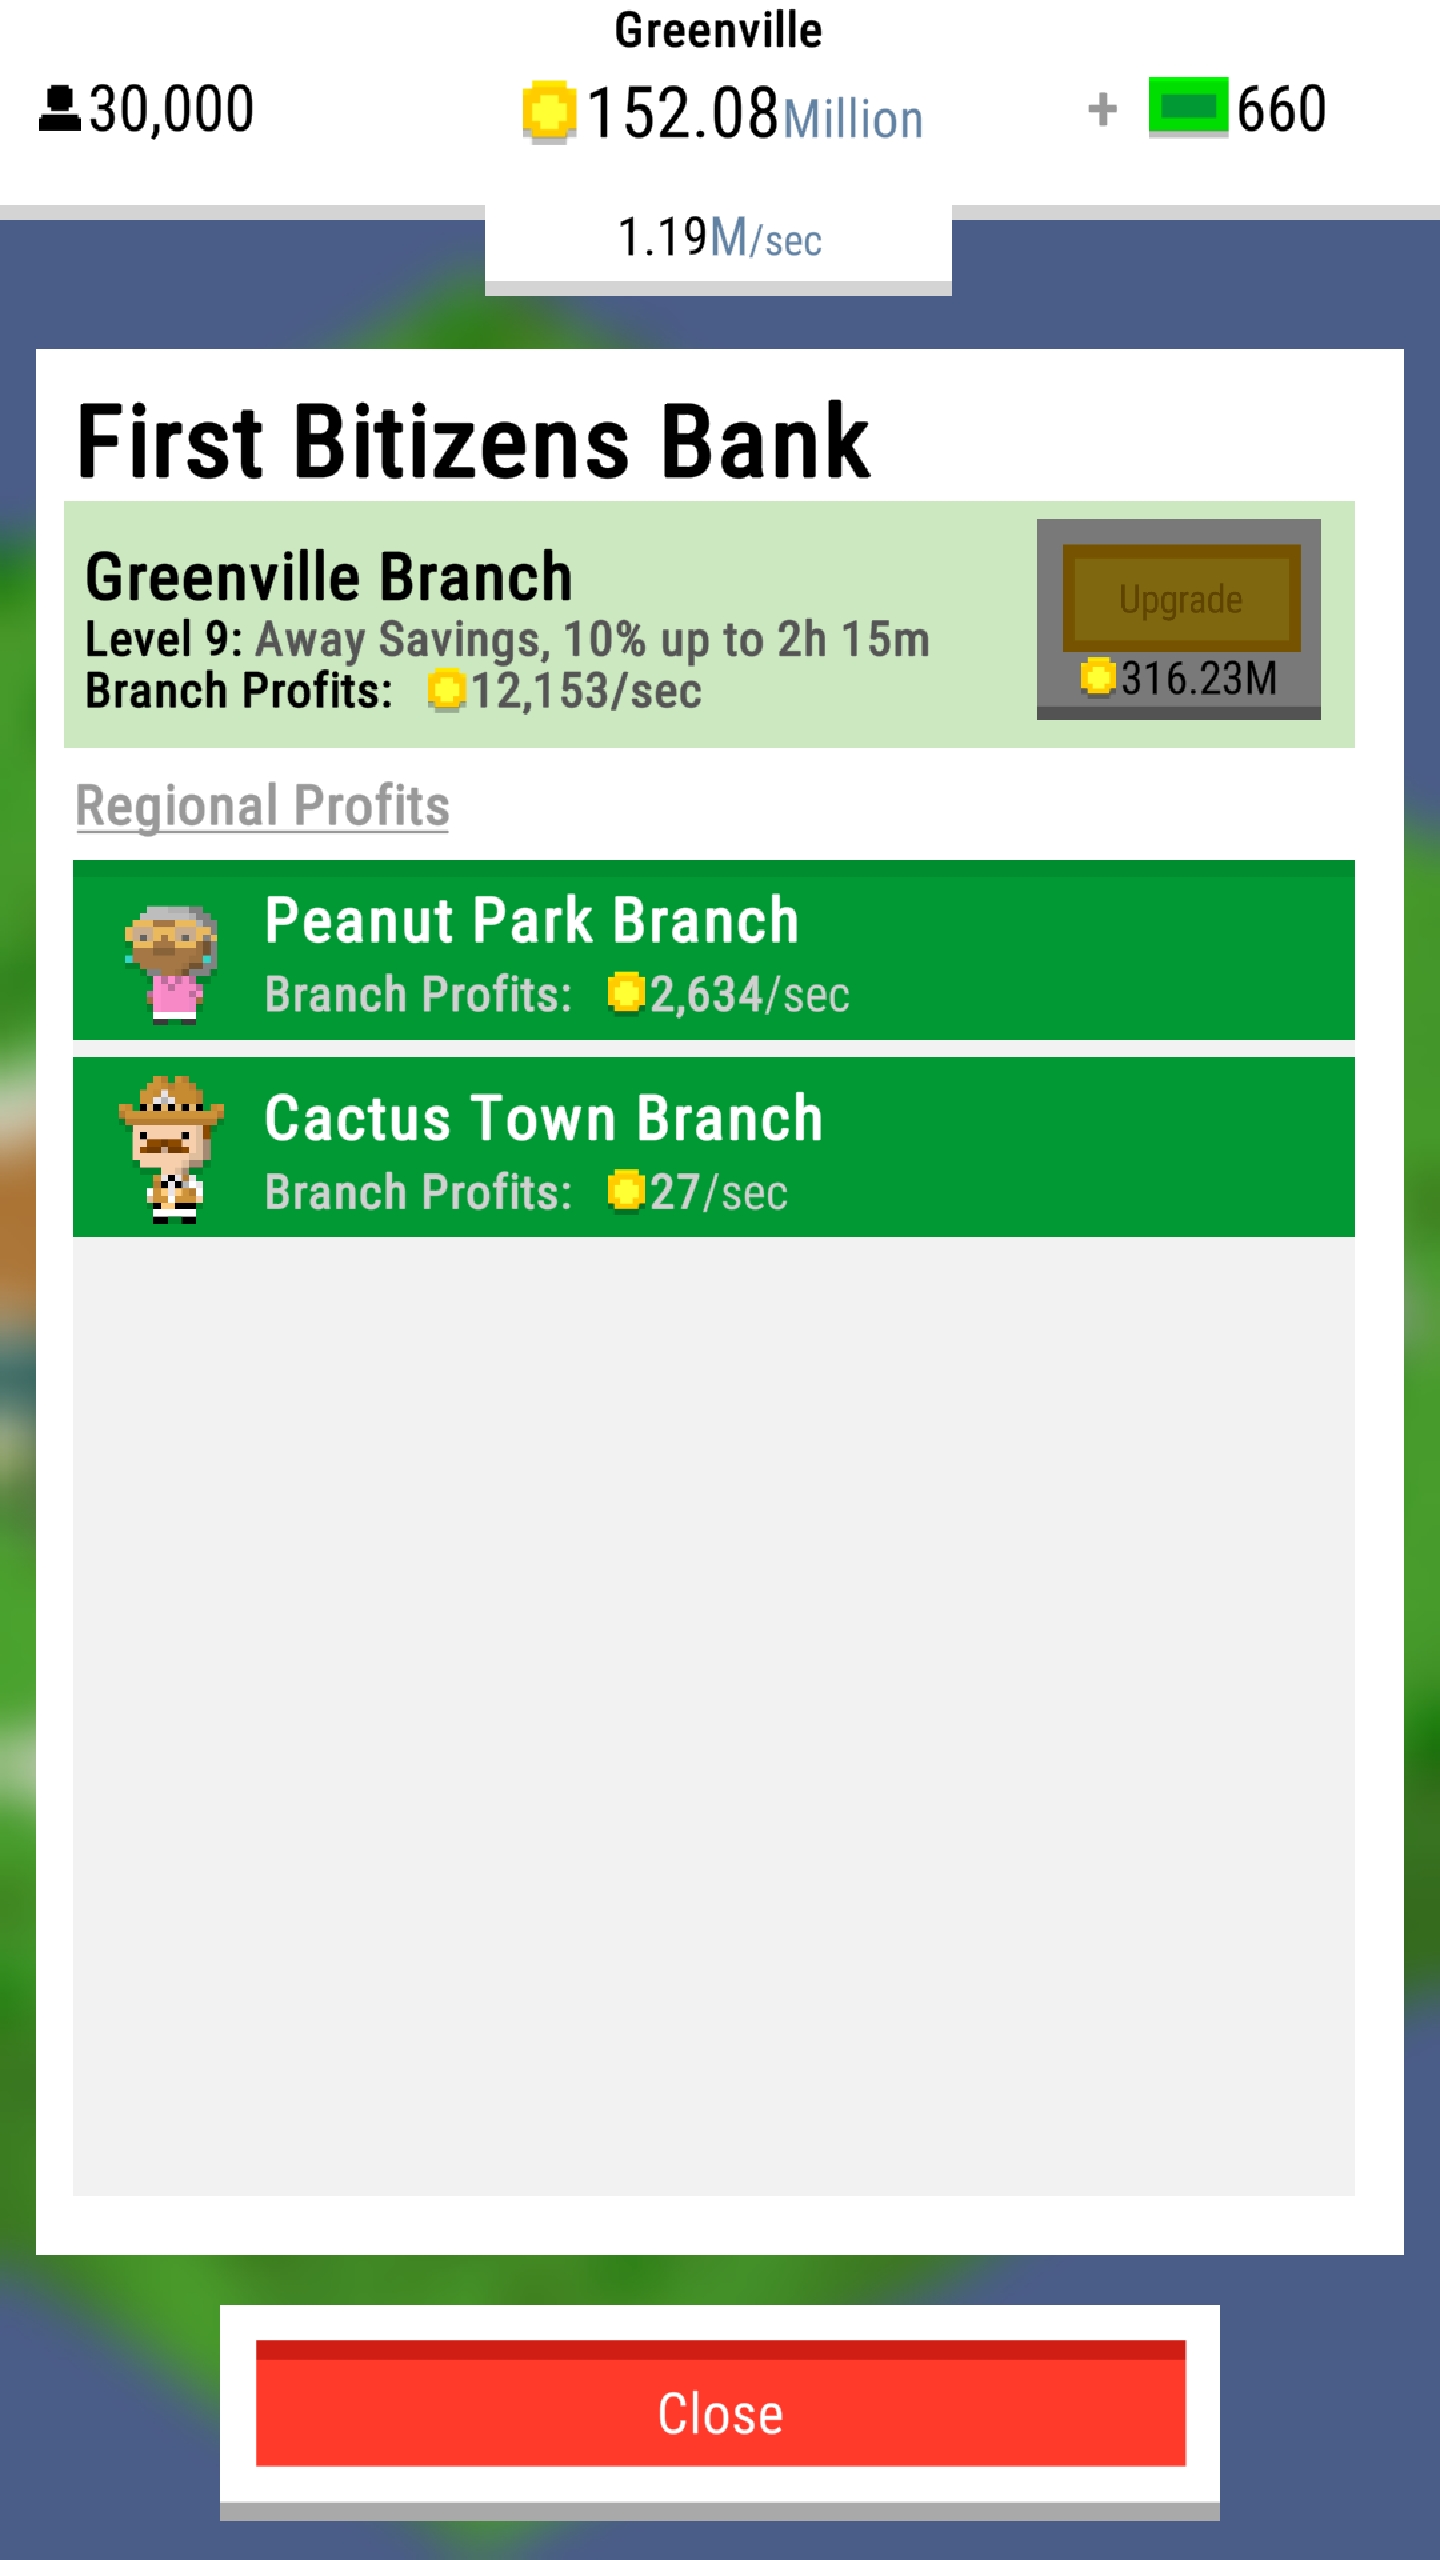 Greenville
30,000
152.08Million
+ 660
1.19M/sec
First Bitizens Bank
Greenville Branch
Level 9: Away Savings, 10% up to 2h 15m
Branch Profits: 12,153/sec
Upgrade
316.23M
Regional Profits
Peanut Park Branch
Branch Profits: 2,634/sec
Cactus Town Branch
Branch Profits: 27/sec
Close